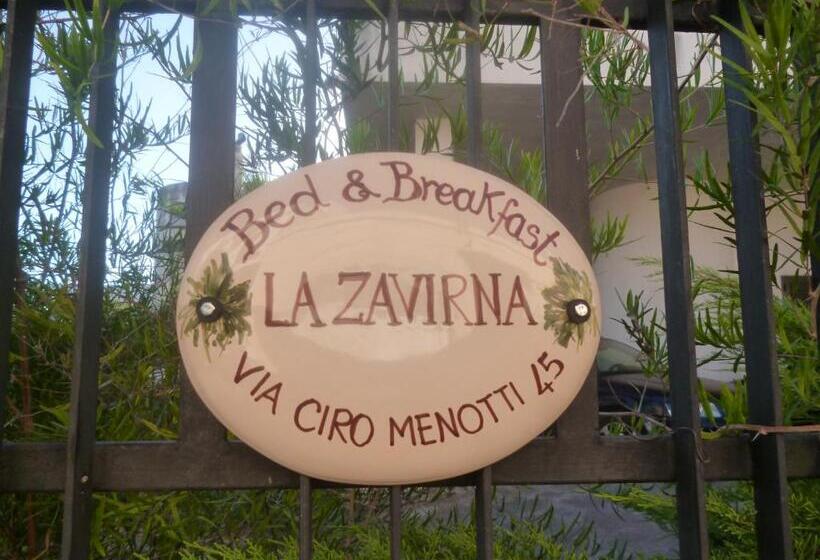 Bed & Breakfast
LA ZAVIRNA
VIA CIRO MENOTTI 45